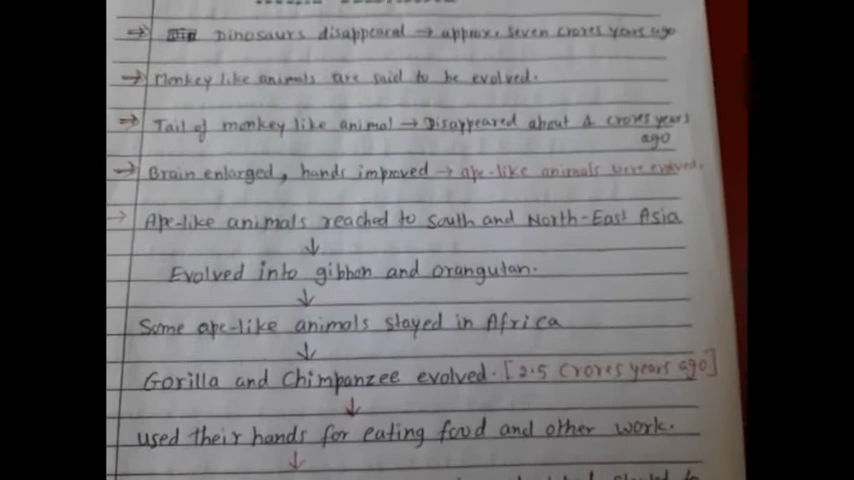 ⇒ Dinosaurs disappeared → approx. seven crores years ago
→ Monkey like animals are said to be evolved.
⇒ Tail of monkey like animal → Disappeared about 4 crores years
ago
→ Brain enlarged, hands improved → ape-like animals were evolved.
→ Ape-like animals reached to south and North-East Asia
↓
Evolved into gibbon and orangutan.
↓
Some ape-like animals stayed in Africa
↓
Gorilla and Chimpanzee evolved. [2.5 crores years ago]
↓
used their hands for eating food and other work.
↓